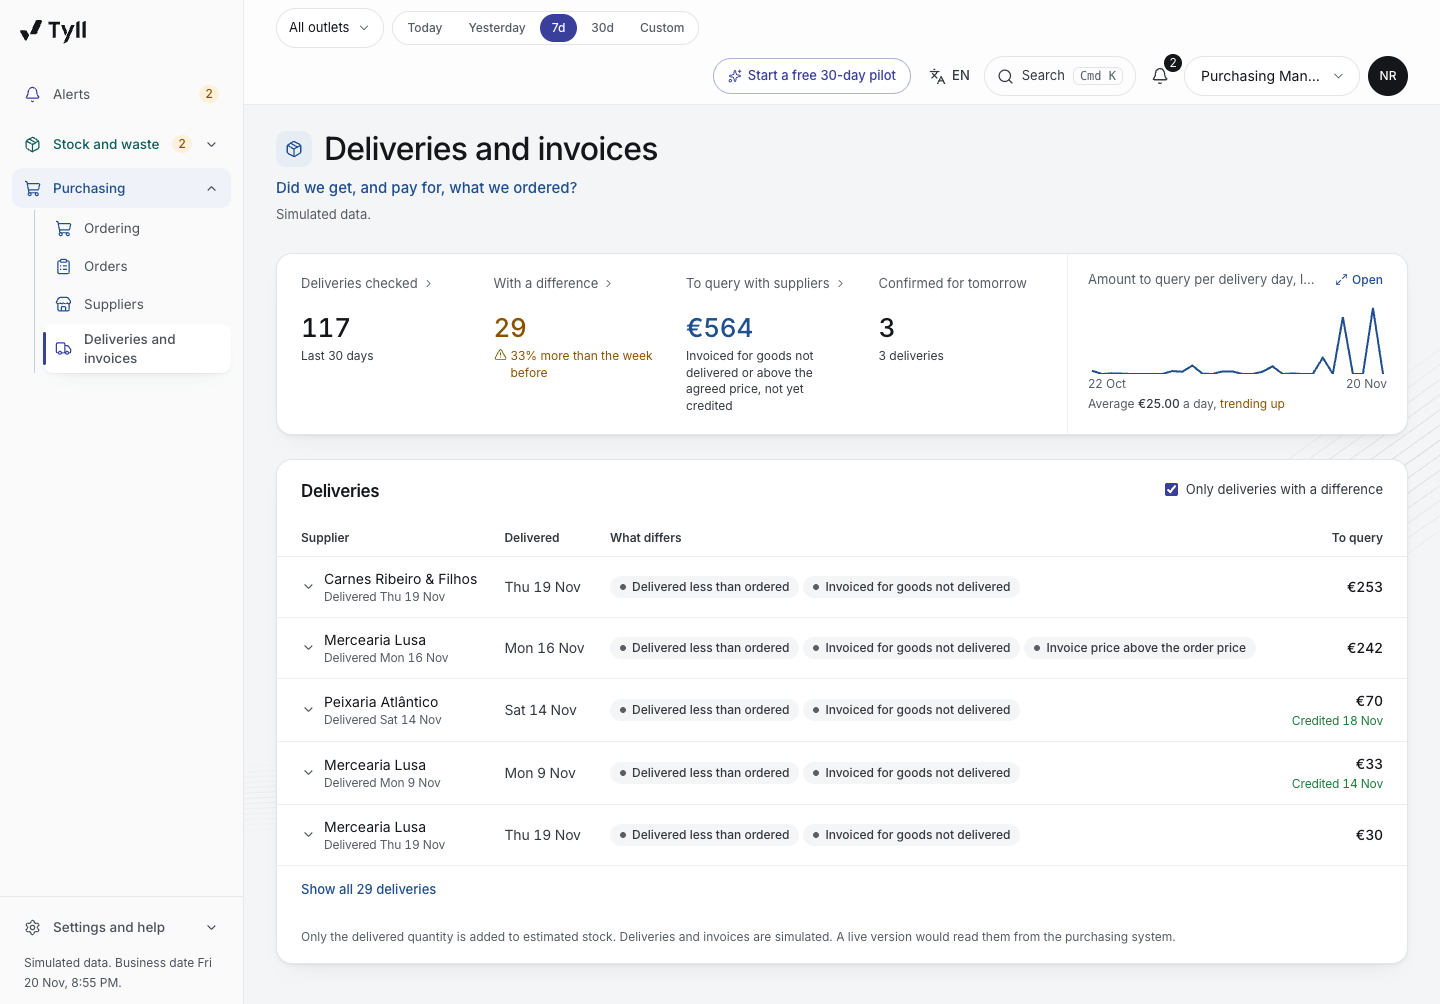 Tyll
Alerts
2
Stock and waste
2
Purchasing
Ordering
Orders
Suppliers
Deliveries and
invoices
Settings and help
Simulated data. Business date Fri
20 Nov, 8:55 PM.
All outlets
Today
Yesterday
7d
30d
Custom
Start a free 30-day pilot
EN
Search
Cmd K
2
Purchasing Man...
NR
Deliveries and invoices
Did we get, and pay for, what we ordered?
Simulated data.
Deliveries checked
117
Last 30 days
With a difference
29
33% more than the week
before
To query with suppliers
€564
Invoiced for goods not
delivered or above the
agreed price, not yet
credited
Confirmed for tomorrow
3
3 deliveries
Amount to query per delivery day, l...
Open
22 Oct
20 Nov
Average €25.00 a day, trending up
Deliveries
Only deliveries with a difference
Supplier Delivered What differs To query
Carnes Ribeiro & Filhos
Delivered Thu 19 Nov
Thu 19 Nov
Delivered less than ordered
Invoiced for goods not delivered
€253
Mercearia Lusa
Delivered Mon 16 Nov
Mon 16 Nov
Delivered less than ordered
Invoiced for goods not delivered
Invoice price above the order price
€242
Peixaria Atlântico
Delivered Sat 14 Nov
Sat 14 Nov
Delivered less than ordered
Invoiced for goods not delivered
€70
Credited 18 Nov
Mercearia Lusa
Delivered Mon 9 Nov
Mon 9 Nov
Delivered less than ordered
Invoiced for goods not delivered
€33
Credited 14 Nov
Mercearia Lusa
Delivered Thu 19 Nov
Thu 19 Nov
Delivered less than ordered
Invoiced for goods not delivered
€30
Show all 29 deliveries
Only the delivered quantity is added to estimated stock. Deliveries and invoices are simulated. A live version would read them from the purchasing system.